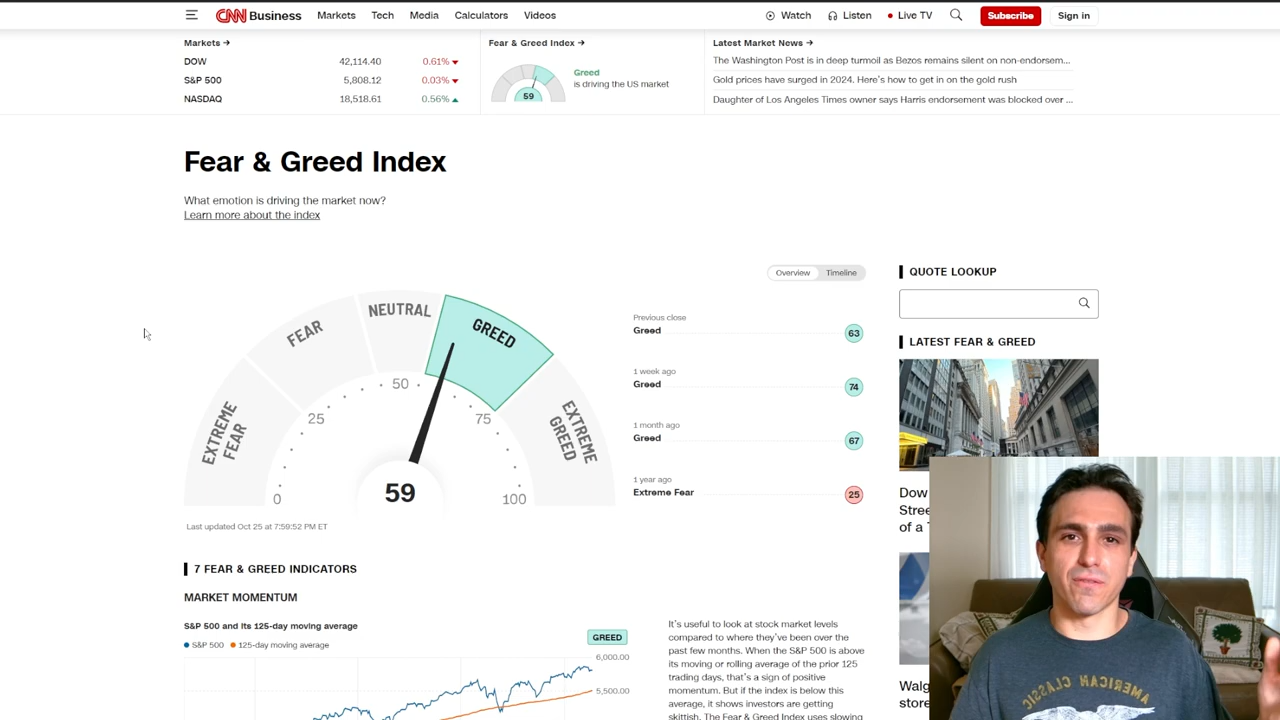 CNN Business
Markets
Tech
Media
Calculators
Videos
Watch
Listen
Live TV
Subscribe
Sign in
Markets →
DOW 42,114.40 0.61%
S&P 500 5,808.12 0.03%
NASDAQ 18,518.61 0.56%
Fear & Greed Index →
59
Greed
is driving the US market
Latest Market News →
The Washington Post is in deep turmoil as Bezos remains silent on non-endorsem...
Gold prices have surged in 2024. Here's how to get in on the gold rush
Daughter of Los Angeles Times owner says Harris endorsement was blocked over ...
Fear & Greed Index
What emotion is driving the market now?
Learn more about the index
Overview
Timeline
EXTREME
FEAR
FEAR
NEUTRAL
GREED
EXTREME
GREED
0
25
50
75
100
59
Last updated Oct 25 at 7:59:52 PM ET
Previous close
Greed 63
1 week ago
Greed 74
1 month ago
Greed 67
1 year ago
Extreme Fear 25
QUOTE LOOKUP
LATEST FEAR & GREED
Dow
Stree
of a
Walg
store
7 FEAR & GREED INDICATORS
MARKET MOMENTUM
S&P 500 and its 125-day moving average
S&P 500
125-day moving average
GREED
6,000.00
5,500.00
It's useful to look at stock market levels
compared to where they've been over the
past few months. When the S&P 500 is above
its moving or rolling average of the prior 125
trading days, that's a sign of positive
momentum. But if the index is below this
average, it shows investors are getting
skittish. The Fear & Greed Index uses slowing
AMERICAN CLASSIC